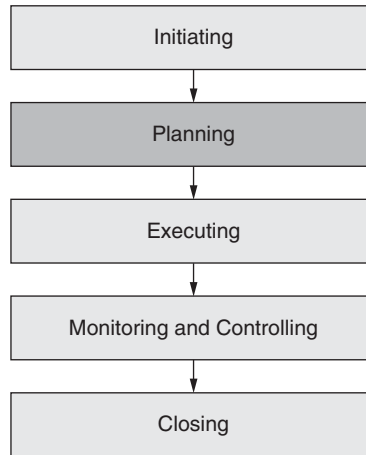 Initiating
Planning
Executing
Monitoring and Controlling
Closing